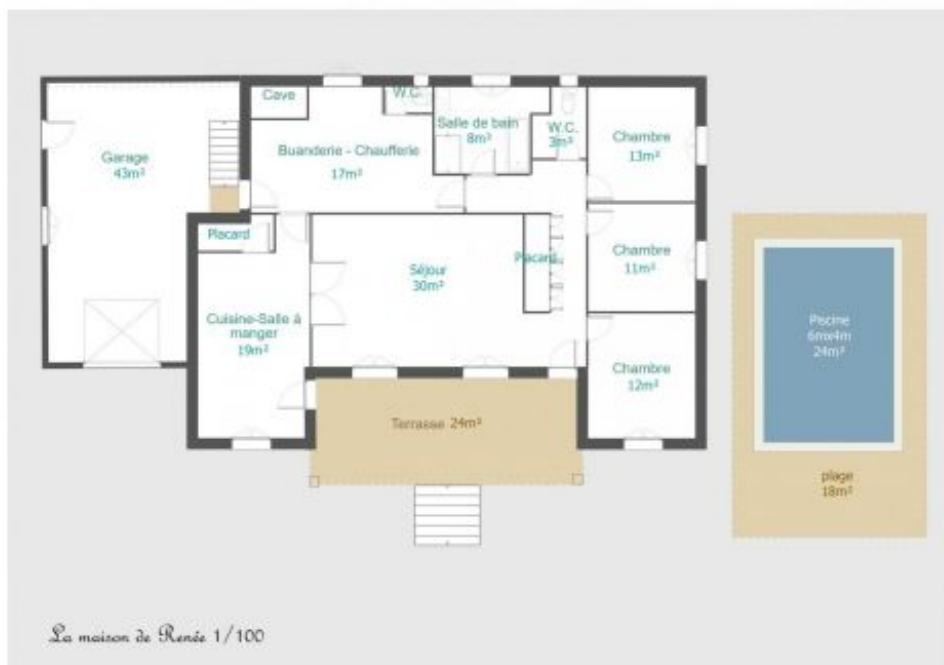 Cave
W.C.
Garage
43m²
Buanderie - Chaufferie
17m²
Salle de bain
8m²
W.C.
3m²
Chambre
13m²
Placard
Séjour
30m²
Placard
Chambre
11m²
Cuisine-Salle à
manger
19m²
Chambre
12m²
Piscine
6mx4m
24m²
Terrasse 24m²
plage
18m²
La maison de Renée 1/100